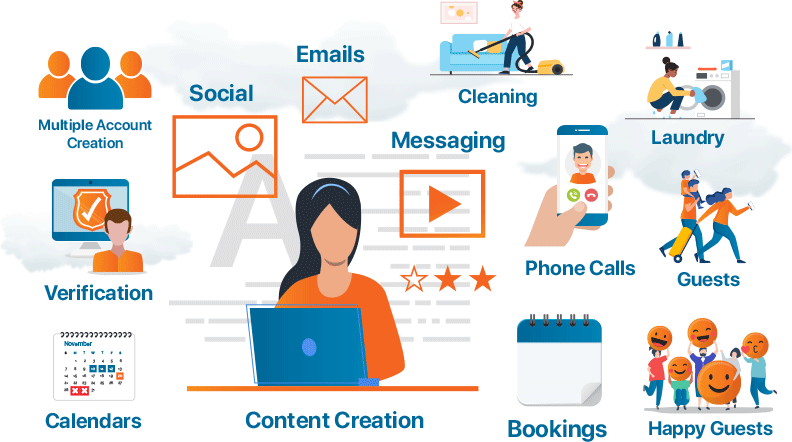 Emails
Social
Cleaning
Multiple Account
Creation
Messaging
Laundry
A
Verification
Phone Calls
Guests
November
Calendars
Content Creation
Bookings
Happy Guests